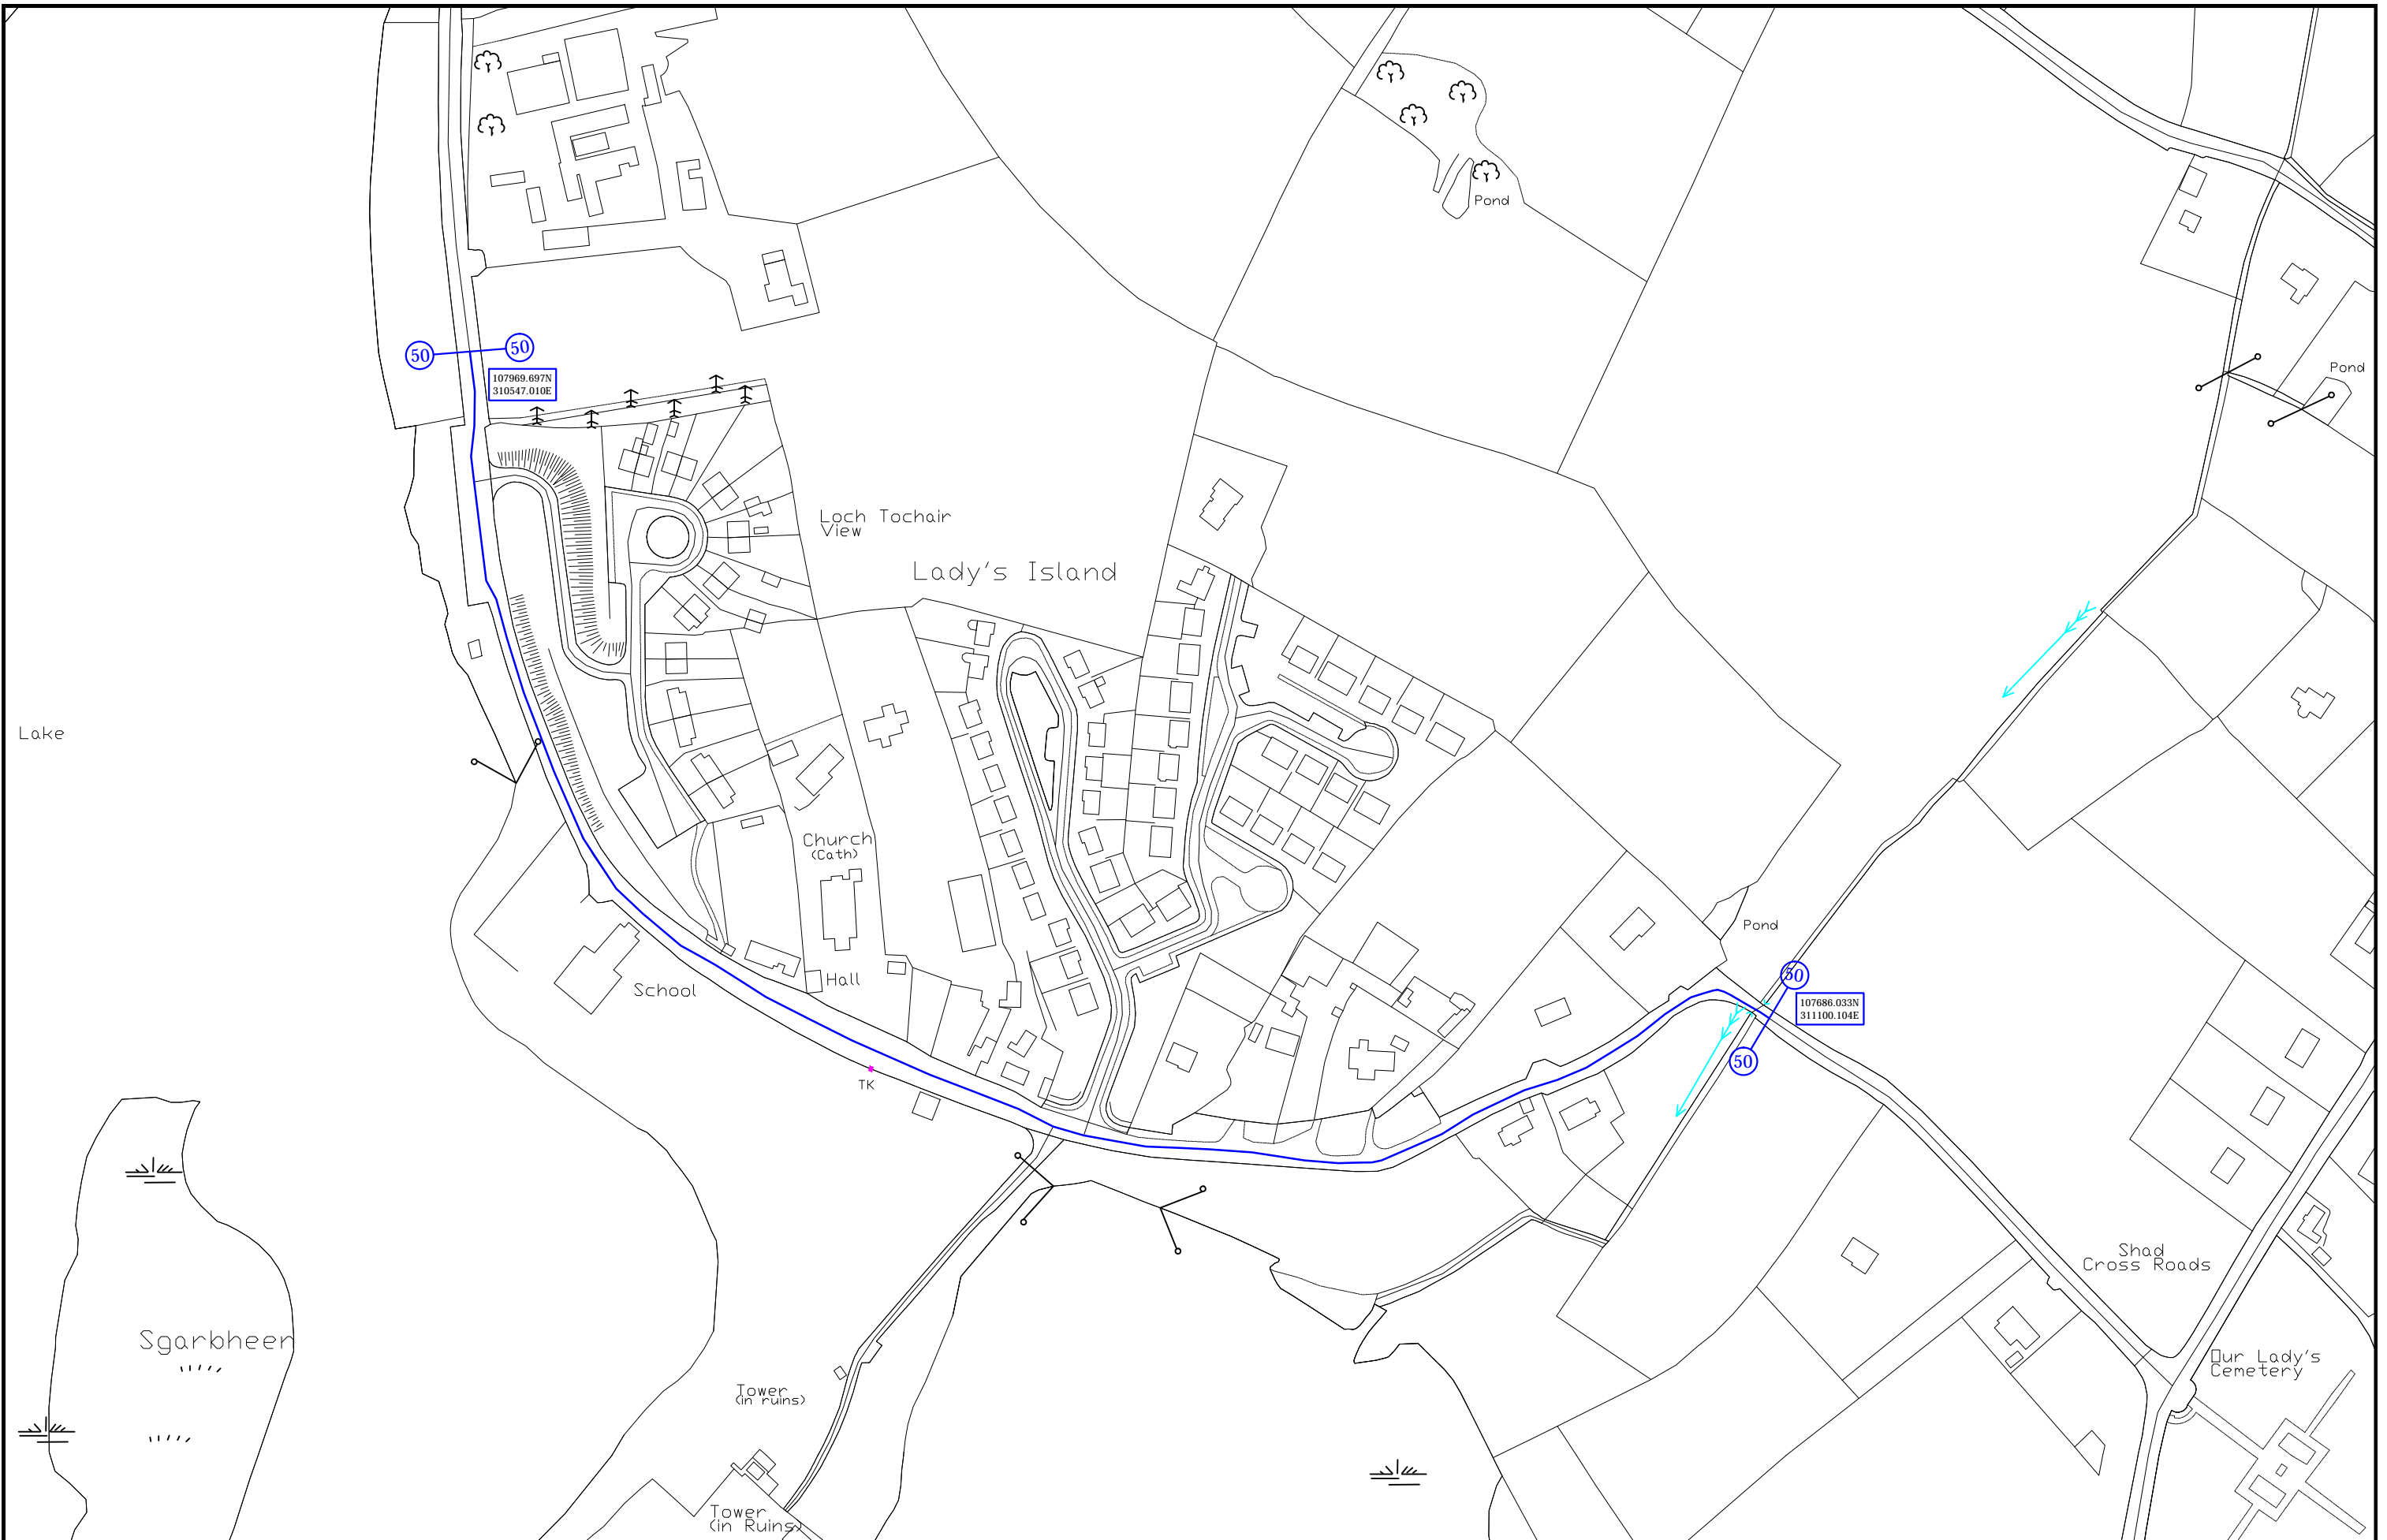 Pond
50
50
107969.697N
310547.010E
Pond
Loch Tochair
View
Lady's Island
Lake
Church
(Cath)
Pond
50
School
Hall
107686.033N
311100.104E
50
TK
Shad
Cross Roads
Sgarbheen
Our Lady's
Cemetery
Tower
(in ruins)
Tower
(in Ruins)